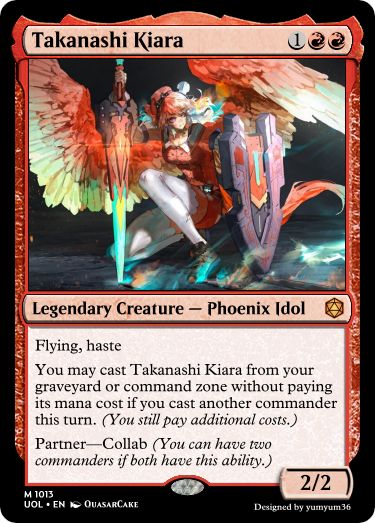 Takanashi Kiara 1
Legendary Creature — Phoenix Idol
Flying, haste
You may cast Takanashi Kiara from your
graveyard or command zone without paying
its mana cost if you cast another commander
this turn. (You still pay additional costs.)
Partner—Collab (You can have two
commanders if both have this ability.)
2/2
M 1013
UOL • EN QuasarCake
Designed by yumyum36